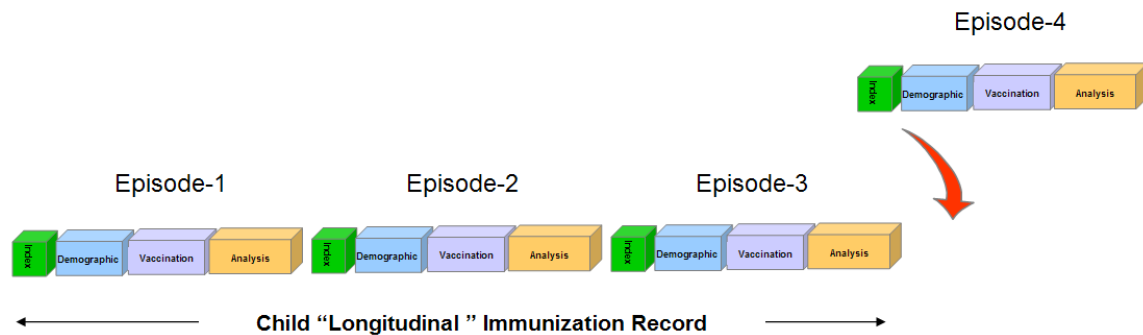 Episode-4
Index Demographic Vaccination Analysis
Episode-1 Episode-2 Episode-3
Index Demographic Vaccination Analysis Index Demographic Vaccination Analysis Index Demographic Vaccination Analysis
Child “Longitudinal ” Immunization Record